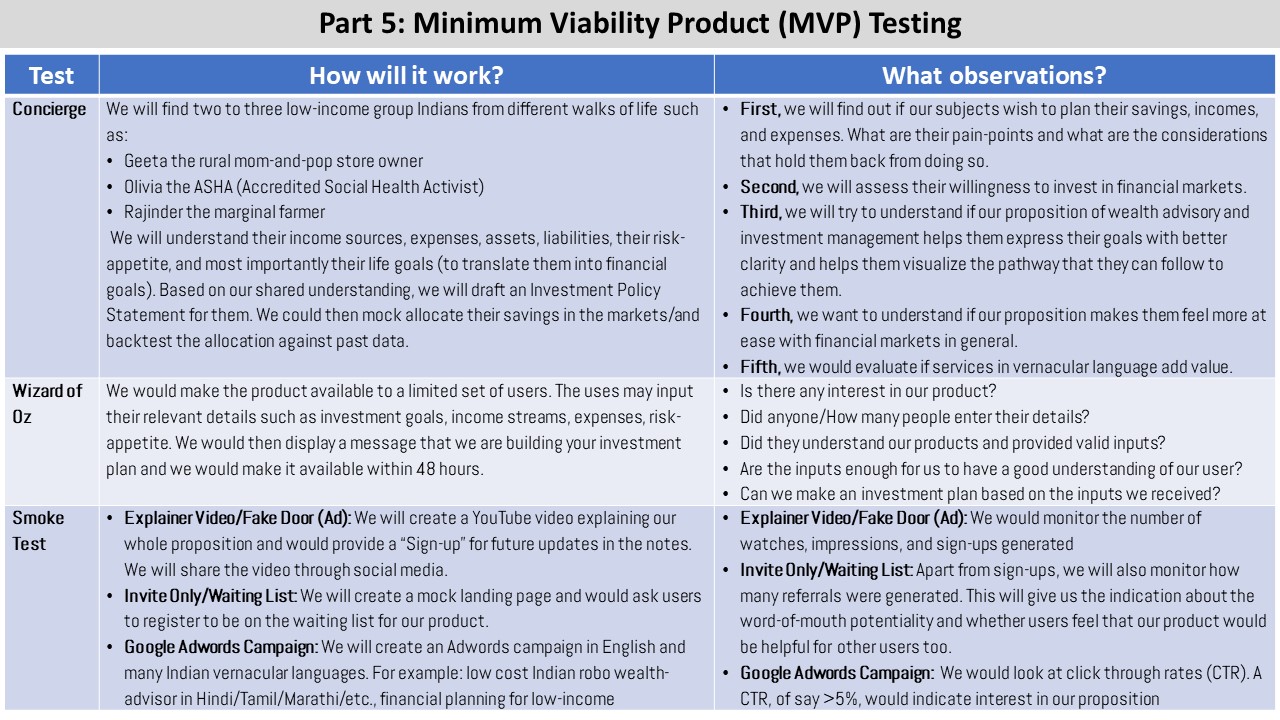 Part 5: Minimum Viability Product (MVP) Testing
Test
How will it work?
What observations?
Concierge
We will find two to three low-income group Indians from different walks of life such
as:
• Geeta the rural mom-and-pop store owner
• Olivia the ASHA (Accredited Social Health Activist)
• Rajinder the marginal farmer
We will understand their income sources, expenses, assets, liabilities, their risk-
appetite, and most importantly their life goals (to translate them into financial
goals). Based on our shared understanding, we will draft an Investment Policy
Statement for them. We could then mock allocate their savings in the markets/and
backtest the allocation against past data.
• First, we will find out if our subjects wish to plan their savings, incomes,
and expenses. What are their pain-points and what are the considerations
that hold them back from doing so.
• Second, we will assess their willingness to invest in financial markets.
• Third, we will try to understand if our proposition of wealth advisory and
investment management helps them express their goals with better
clarity and helps them visualize the pathway that they can follow to
achieve them.
• Fourth, we want to understand if our proposition makes them feel more at
ease with financial markets in general.
• Fifth, we would evaluate if services in vernacular language add value.
Wizard of
Oz
We would make the product available to a limited set of users. The uses may input
their relevant details such as investment goals, income streams, expenses, risk-
appetite. We would then display a message that we are building your investment
plan and we would make it available within 48 hours.
• Is there any interest in our product?
• Did anyone/How many people enter their details?
• Did they understand our products and provided valid inputs?
• Are the inputs enough for us to have a good understanding of our user?
• Can we make an investment plan based on the inputs we received?
Smoke
Test
• Explainer Video/Fake Door (Ad): We will create a YouTube video explaining our
whole proposition and would provide a “Sign-up” for future updates in the notes.
We will share the video through social media.
• Invite Only/Waiting List: We will create a mock landing page and would ask users
to register to be on the waiting list for our product.
• Google Adwords Campaign: We will create an Adwords campaign in English and
many Indian vernacular languages. For example: low cost Indian robo wealth-
advisor in Hindi/Tamil/Marathi/etc., financial planning for low-income
• Explainer Video/Fake Door (Ad): We would monitor the number of
watches, impressions, and sign-ups generated
• Invite Only/Waiting List: Apart from sign-ups, we will also monitor how
many referrals were generated. This will give us the indication about the
word-of-mouth potentiality and whether users feel that our product would
be helpful for other users too.
• Google Adwords Campaign: We would look at click through rates (CTR). A
CTR, of say >5%, would indicate interest in our proposition